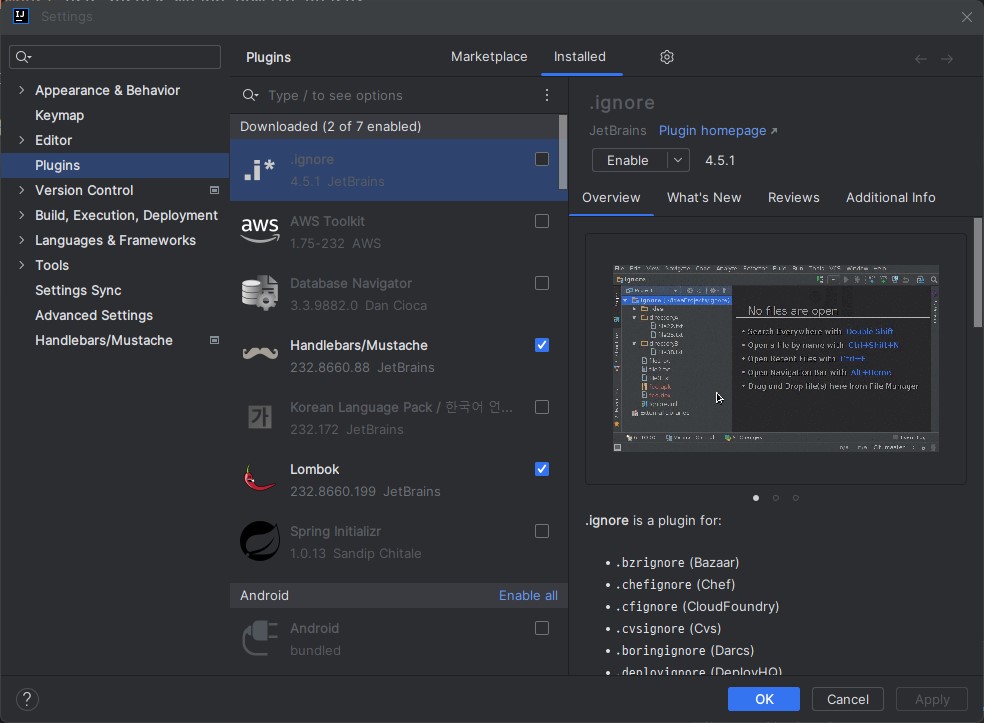 IJ Settings
Plugins
Marketplace
Installed
Appearance & Behavior
Keymap
Editor
Plugins
Version Control
Build, Execution, Deployment
Languages & Frameworks
Tools
Settings Sync
Advanced Settings
Handlebars/Mustache
Type / to see options
Downloaded (2 of 7 enabled)
.i*
.ignore
4.5.1 JetBrains
aws
AWS Toolkit
1.75-232 AWS
Database Navigator
3.3.9882.0 Dan Cioca
Handlebars/Mustache
232.8660.88 JetBrains
가
Korean Language Pack / 한국어 언...
232.172 JetBrains
Lombok
232.8660.199 JetBrains
Spring Initializr
1.0.13 Sandip Chitale
Android
Enable all
Android
bundled
.ignore
JetBrains Plugin homepage ↗
Enable
4.5.1
Overview
What's New
Reviews
Additional Info
No files are open
• Search Everywhere with Double Shift
• Open a file by name with Ctrl+Shift+N
• Open Recent Files with Ctrl+E
• Open Navigation Bar with Alt+Home
• Drag and Drop file(s) here from File Manager
.ignore is a plugin for:
• .bzrignore (Bazaar)
• .chefignore (Chef)
• .cfignore (CloudFoundry)
• .cvsignore (Cvs)
• .boringignore (Darcs)
• .deployignore (DeployHQ)
?
OK
Cancel
Apply